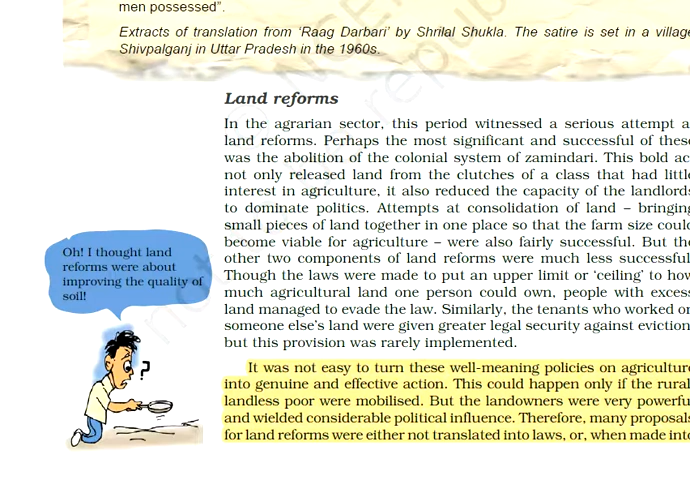 men possessed”.
Extracts of translation from ‘Raag Darbari’ by Shrilal Shukla. The satire is set in a village
Shivpalganj in Uttar Pradesh in the 1960s.
Land reforms
In the agrarian sector, this period witnessed a serious attempt a
land reforms. Perhaps the most significant and successful of these
was the abolition of the colonial system of zamindari. This bold ac
not only released land from the clutches of a class that had little
interest in agriculture, it also reduced the capacity of the landlords
to dominate politics. Attempts at consolidation of land – bringing
small pieces of land together in one place so that the farm size could
become viable for agriculture – were also fairly successful. But the
other two components of land reforms were much less successful
Though the laws were made to put an upper limit or ‘ceiling’ to how
much agricultural land one person could own, people with excess
land managed to evade the law. Similarly, the tenants who worked on
someone else’s land were given greater legal security against eviction
but this provision was rarely implemented.
Oh! I thought land
reforms were about
improving the quality of
soil!
?
It was not easy to turn these well-meaning policies on agriculture
into genuine and effective action. This could happen only if the rural
landless poor were mobilised. But the landowners were very powerfu
and wielded considerable political influence. Therefore, many proposals
for land reforms were either not translated into laws, or, when made into